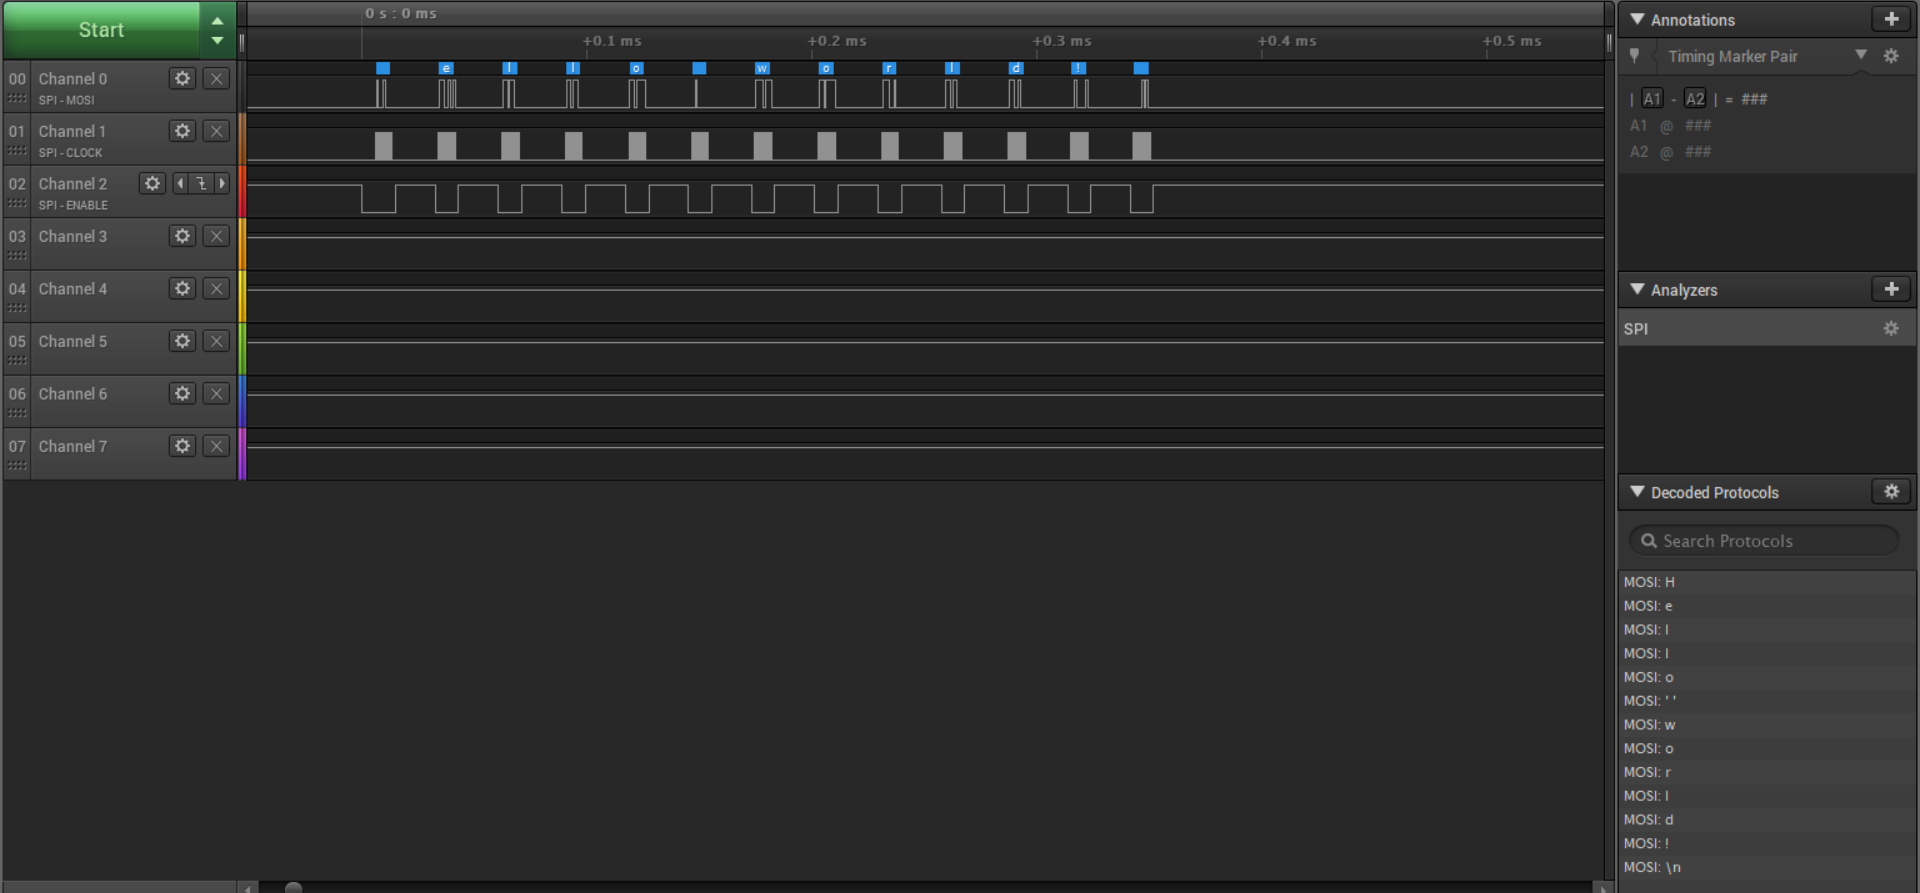 Start
0 s : 0 ms
+0.1 ms +0.2 ms +0.3 ms +0.4 ms +0.5 ms
e l l o w o r l d !
00 Channel 0
SPI - MOSI
01 Channel 1
SPI - CLOCK
02 Channel 2
SPI - ENABLE
03 Channel 3
04 Channel 4
05 Channel 5
06 Channel 6
07 Channel 7
Annotations
Timing Marker Pair
| A1 - A2 | = ###
A1 @ ###
A2 @ ###
Analyzers
SPI
Decoded Protocols
Search Protocols
MOSI: H
MOSI: e
MOSI: l
MOSI: l
MOSI: o
MOSI: ' '
MOSI: w
MOSI: o
MOSI: r
MOSI: l
MOSI: d
MOSI: !
MOSI: \n